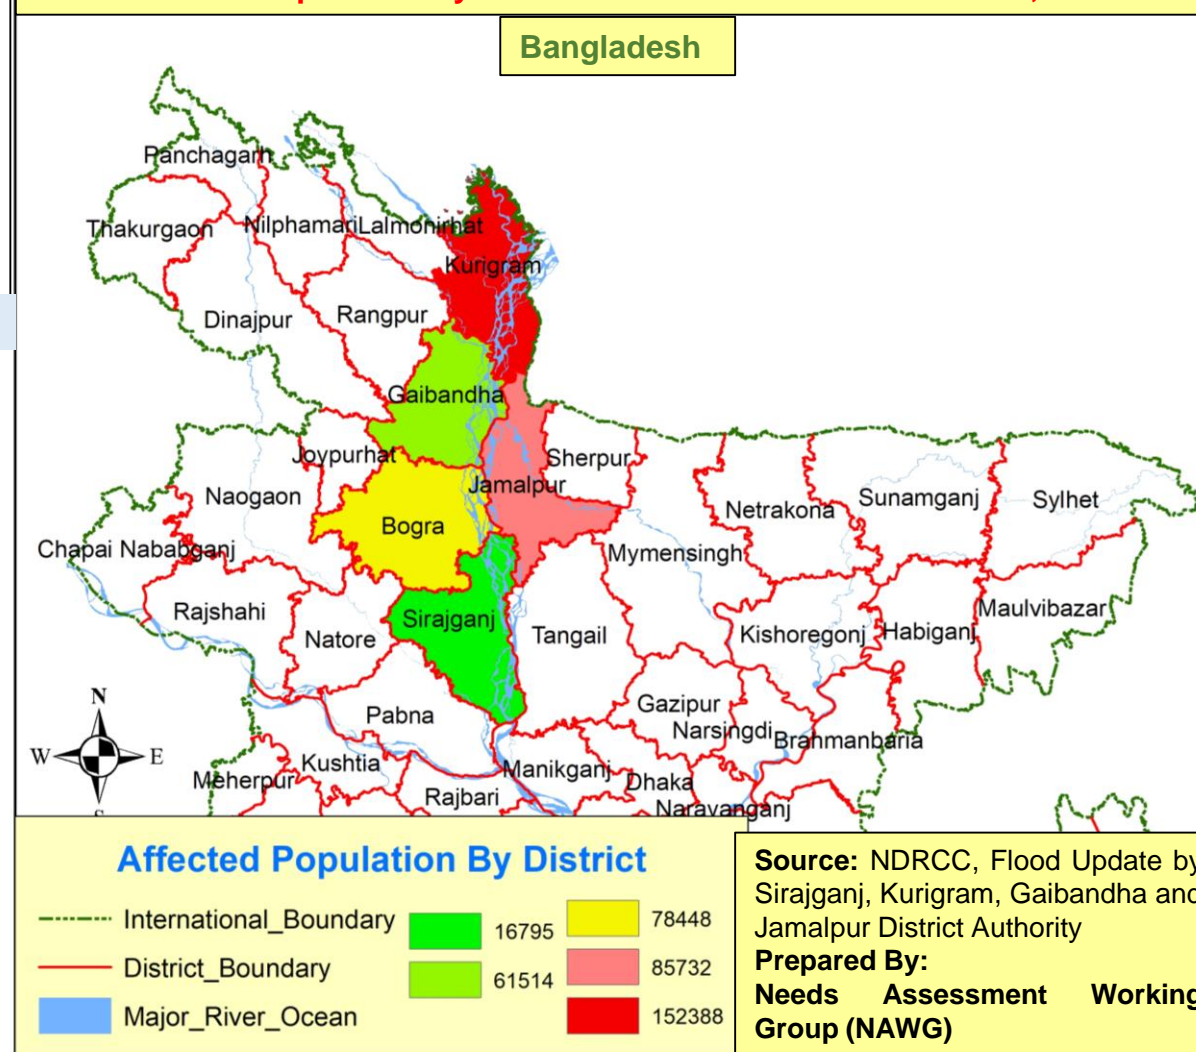 Bangladesh
Panchagarh
Thakurgaon
Nilphamari
Lalmonirhat
Kurigram
Dinajpur
Rangpur
Gaibandha
Joypurhat
Sherpur
Jamalpur
Naogaon
Bogra
Netrakona
Sunamganj
Sylhet
Chapai Nababganj
Mymensingh
Rajshahi
Sirajganj
Natore
Tangail
Kishoregonj
Habiganj
Maulvibazar
Pabna
Gazipur
Narsingdi
Brahmanbaria
N
W
E
Kushtia
Meherpur
Manikganj
Dhaka
Rajbari
Narayanganj
Affected Population By District
International_Boundary
District_Boundary
Major_River_Ocean
16795
61514
78448
85732
152388
Source: NDRCC, Flood Update by
Sirajganj, Kurigram, Gaibandha and
Jamalpur District Authority
Prepared By:
Needs Assessment Working
Group (NAWG)